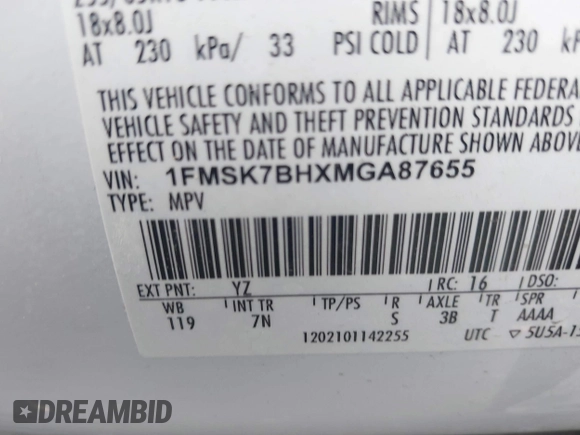 18x8.0J RIMS 18x8.0J
AT 230 kPa/ 33 PSI COLD AT 230
THIS VEHICLE CONFORMS TO ALL APPLICABLE FEDERA
VEHICLE SAFETY AND THEFT PREVENTION STANDARDS
EFFECT ON THE DATE OF MANUFACTURE SHOWN ABOVE
VIN: 1FMSK7BHXMGA87655
TYPE: MPV
EXT PNT: YZ RC: 16 DSO:
WB INT TR TP/PS R AXLE TR SPR
119 7N S 3B T AAAA
1202101142255 UTC ▽ 5U5A-15
DREAMBID